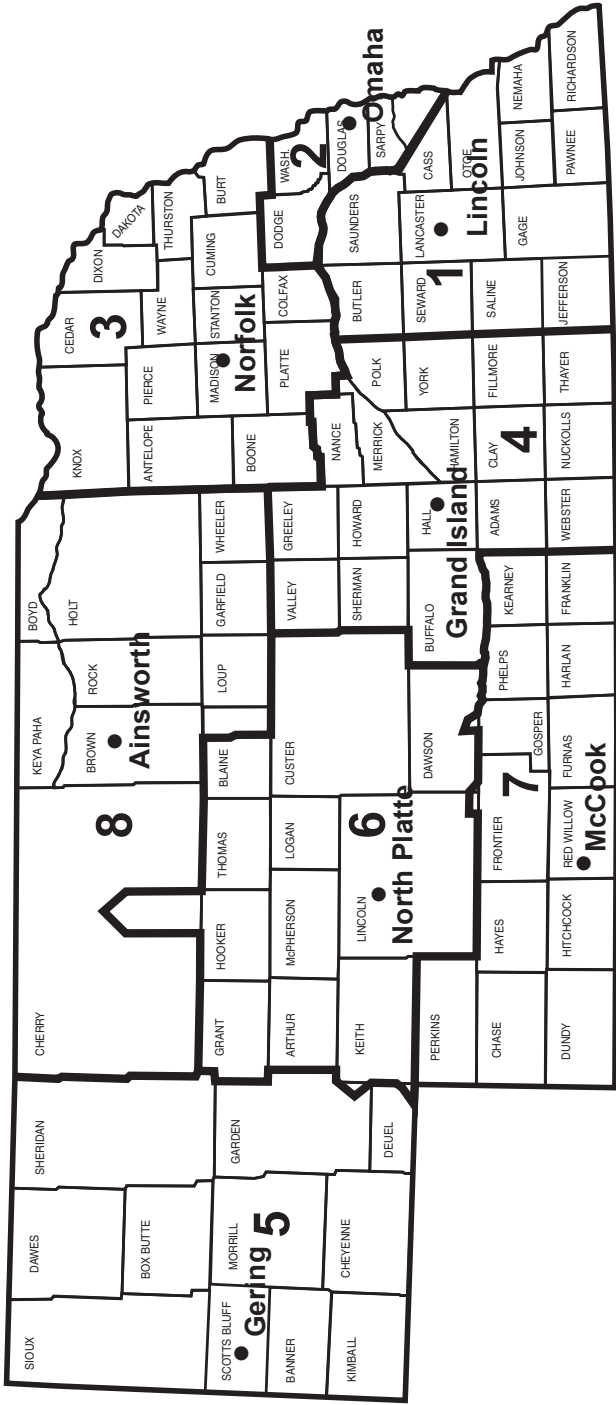 SIOUX
DAWES
SHERIDAN
CHERRY
KEYA PAHA
BOYD
BROWN
ROCK
HOLT
KNOX
CEDAR
DIXON
DAKOTA
8
Ainsworth
3
BOX BUTTE
PIERCE
WAYNE
THURSTON
ANTELOPE
SCOTTS BLUFF
MORRILL
GARDEN
GRANT
HOOKER
THOMAS
BLAINE
LOUP
GARFIELD
WHEELER
BOONE
MADISON
STANTON
CUMING
BURT
Gering
5
Norfolk
BANNER
ARTHUR
McPHERSON
LOGAN
CUSTER
VALLEY
GREELEY
PLATTE
COLFAX
DODGE
WASH.
2
KIMBALL
CHEYENNE
DEUEL
KEITH
LINCOLN
6
North Platte
SHERMAN
HOWARD
NANCE
MERRICK
POLK
BUTLER
SAUNDERS
DOUGLAS
Omaha
SARPY
PERKINS
DAWSON
BUFFALO
HALL
Grand Island
HAMILTON
YORK
SEWARD
1
LANCASTER
Lincoln
CASS
OTOE
CHASE
HAYES
FRONTIER
7
GOSPER
PHELPS
KEARNEY
ADAMS
CLAY
4
FILLMORE
SALINE
GAGE
JOHNSON
NEMAHA
DUNDY
HITCHCOCK
RED WILLOW
McCook
FURNAS
HARLAN
FRANKLIN
WEBSTER
NUCKOLLS
THAYER
JEFFERSON
PAWNEE
RICHARDSON